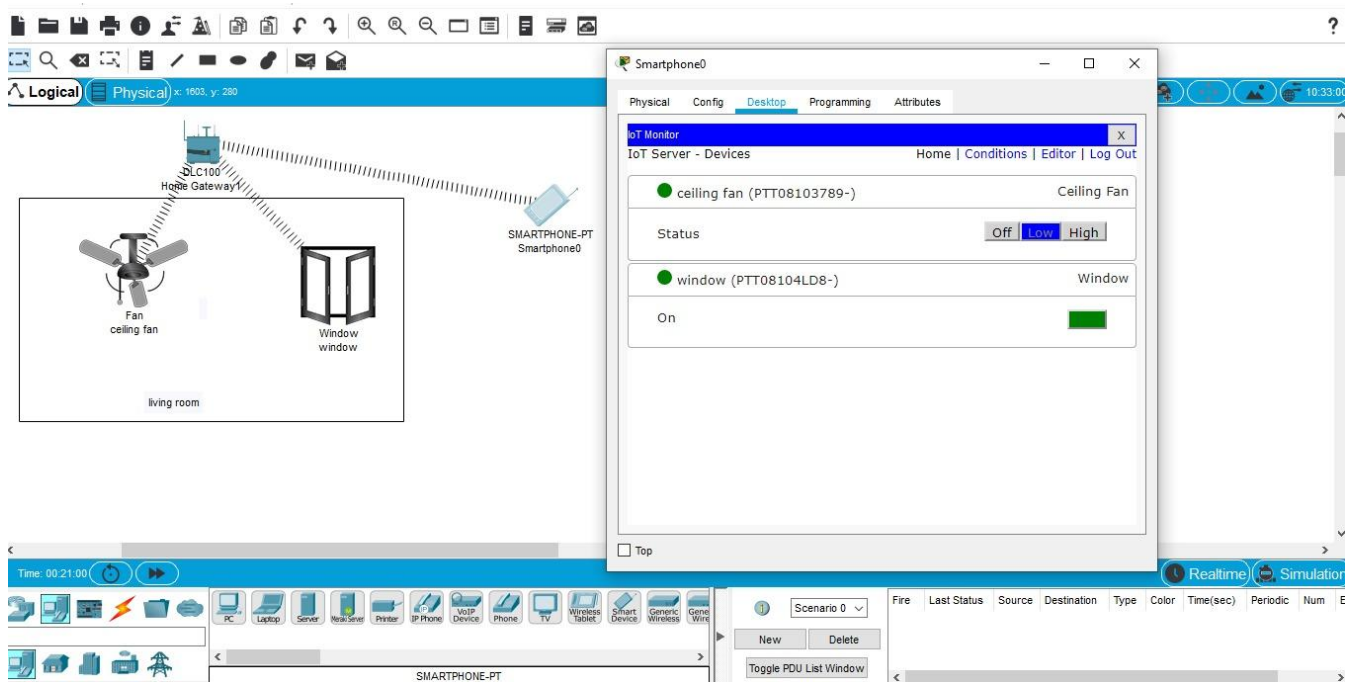 ?
Logical
Physical
x: 1603, y: 280
10:33:00
DLC100
Home Gateway1
SMARTPHONE-PT
Smartphone0
Fan
ceiling fan
Window
window
living room
Smartphone0
Physical Config Desktop Programming Attributes
IoT Monitor X
IoT Server - Devices Home | Conditions | Editor | Log Out
ceiling fan (PTT08103789-) Ceiling Fan
Status Off Low High
window (PTT08104LD8-) Window
On
Top
Time: 00:21:00
Realtime Simulation
PC Laptop Server Meraki Server Printer IP Phone VoIP Device Phone TV Wireless Tablet Smart Device Generic Wireless Gene Wire
SMARTPHONE-PT
Scenario 0
New Delete
Toggle PDU List Window
Fire Last Status Source Destination Type Color Time(sec) Periodic Num E